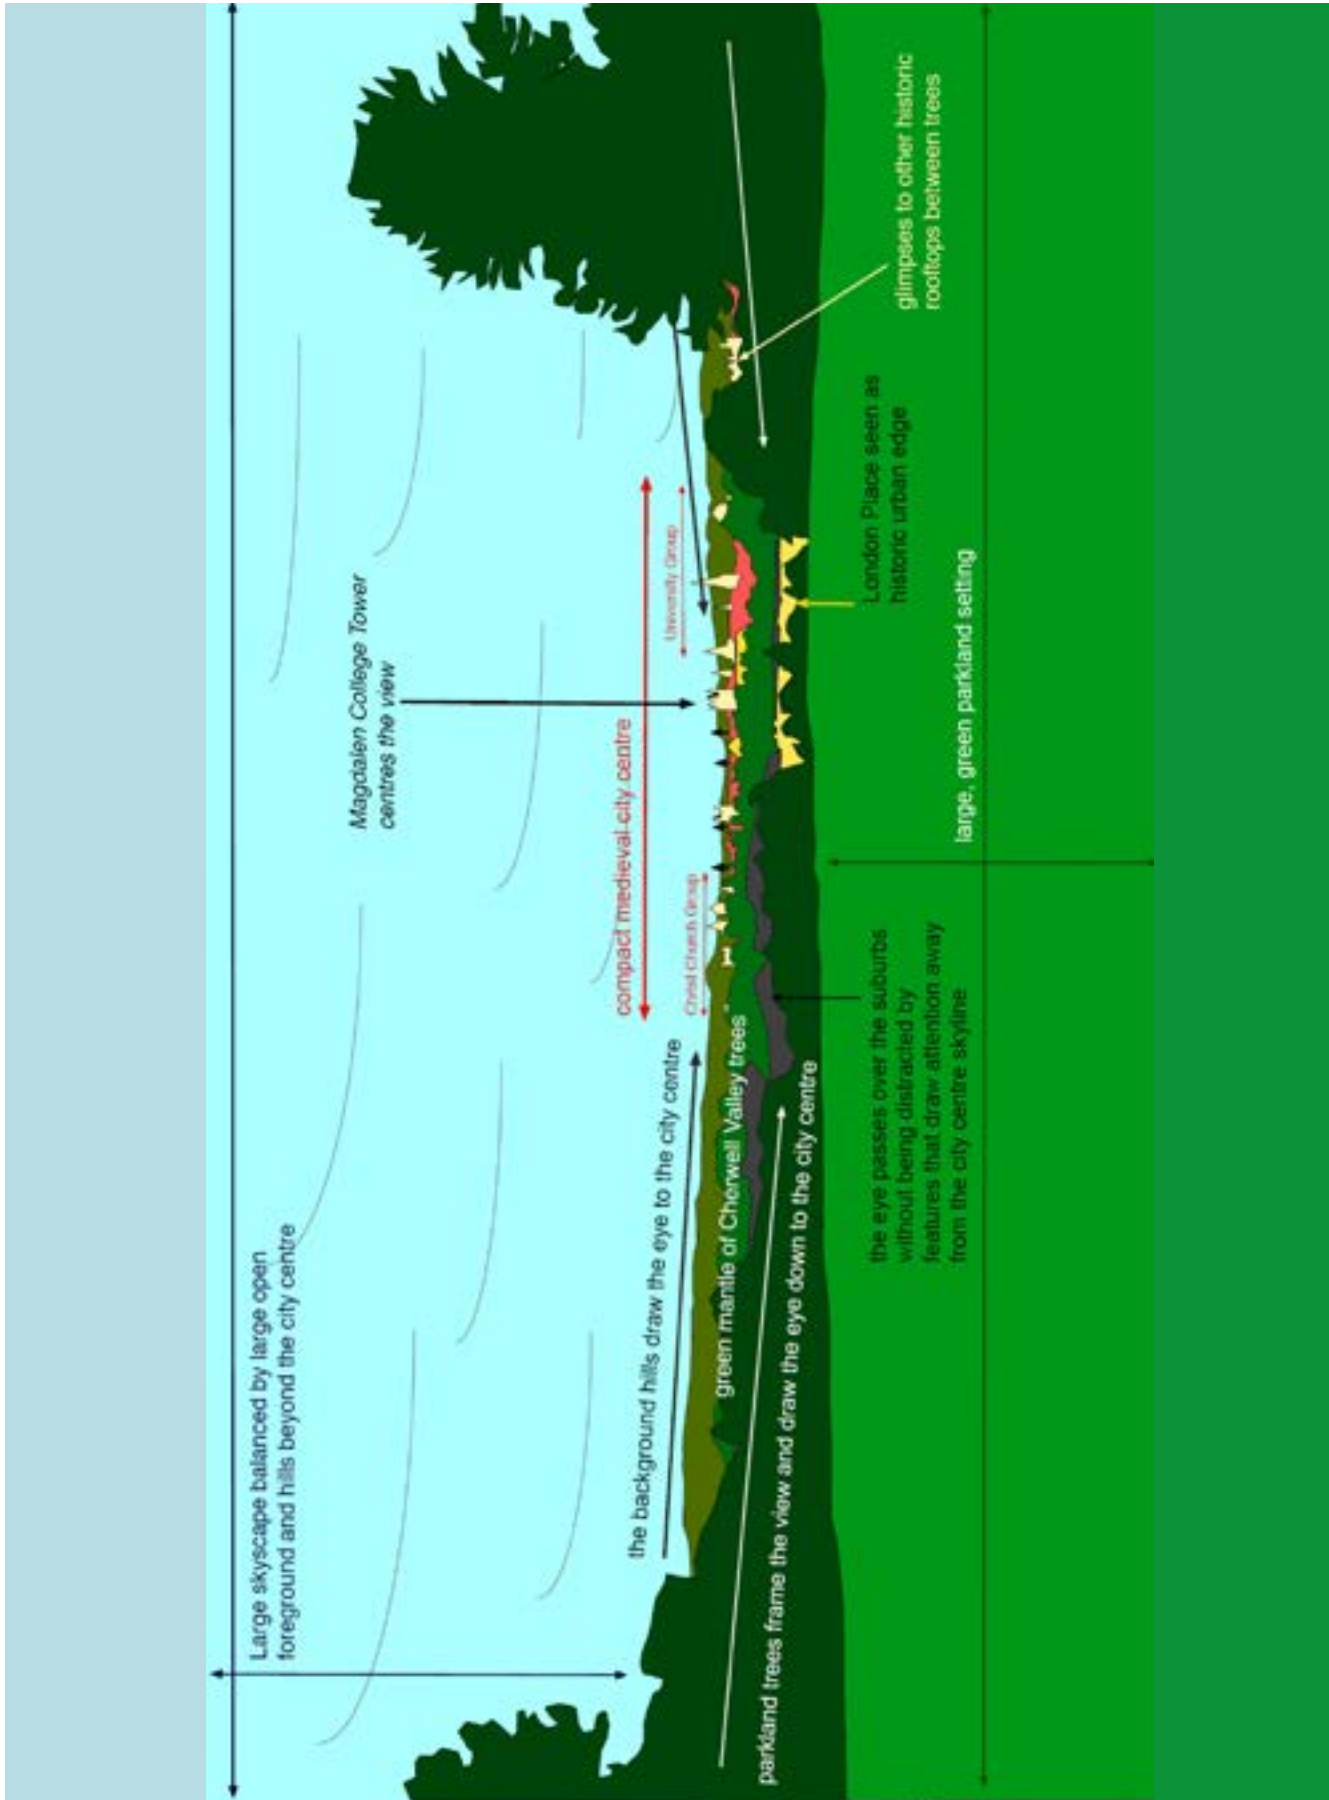 Large skyscape balanced by large open
foreground and hills beyond the city centre
Magdalen College Tower
centres the view
compact medieval city centre
the background hills draw the eye to the city centre
Christ Church Group
University Group
green mantle of Cherwell Valley trees
parkland trees frame the view and draw the eye down to the city centre
the eye passes over the suburbs
without being distracted by
features that draw attention away
from the city centre skyline
London Place seen as
historic urban edge
glimpses to other historic
rooftops between trees
large, green parkland setting